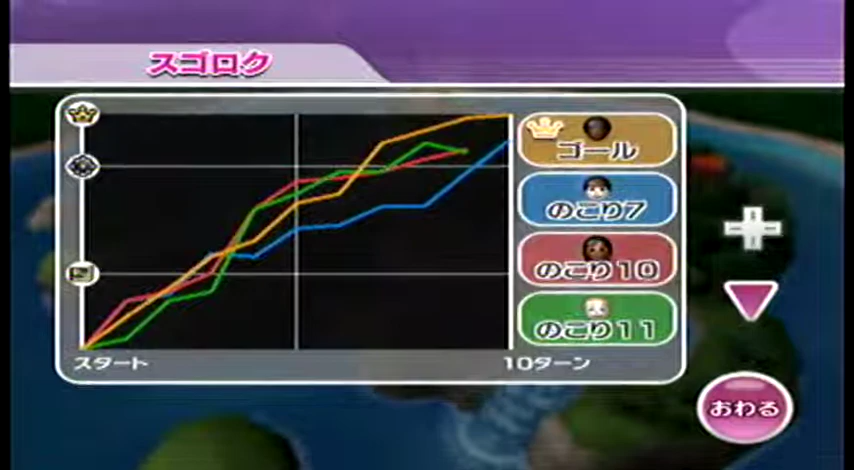 スゴロク
ゴール
のこり7
のこり10
のこり11
スタート
10ターン
おわる